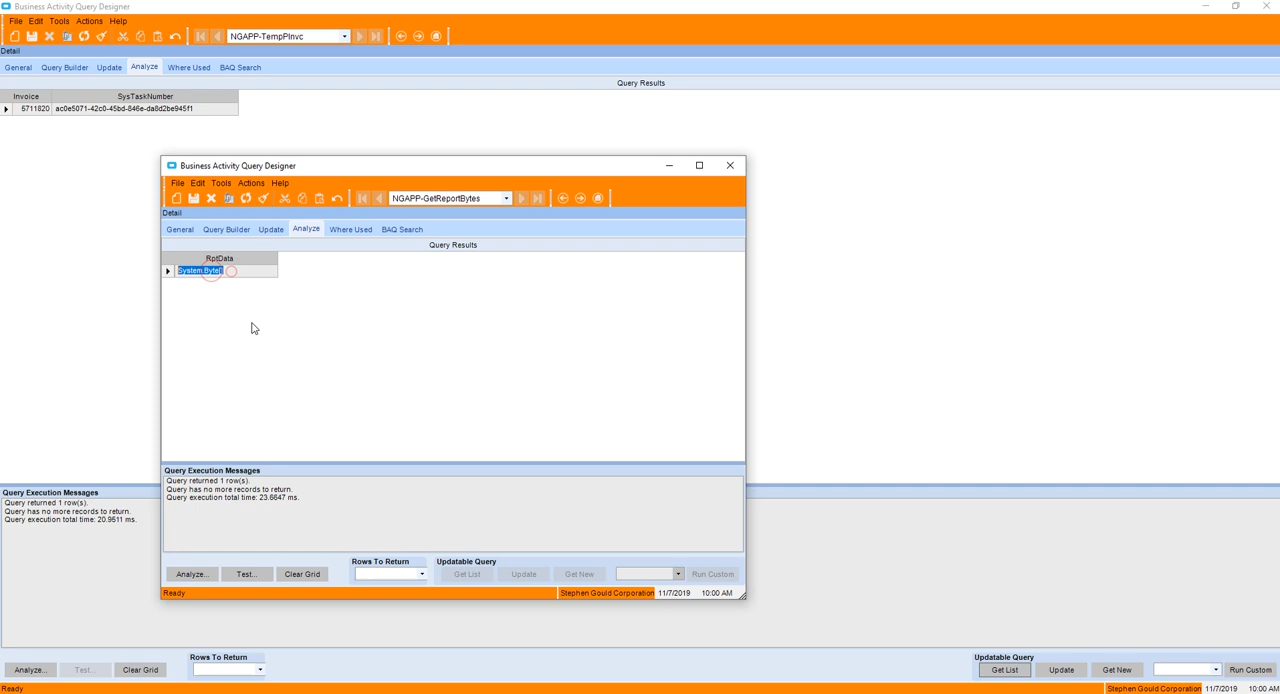 Business Activity Query Designer
File Edit Tools Actions Help
NGAPP-TempPInvc
Detail
General Query Builder Update Analyze Where Used BAQ Search
Query Results
Invoice SysTaskNumber
5711820 ac0e5071-42c0-45bd-846e-da8d2be945f1
Business Activity Query Designer
File Edit Tools Actions Help
NGAPP-GetReportBytes
Detail
General Query Builder Update Analyze Where Used BAQ Search
Query Results
RptData
System.Byte[]
Query Execution Messages
Query returned 1 row(s).
Query has no more records to return.
Query execution total time: 23.6647 ms.
Rows To Return Updatable Query
Analyze... Test... Clear Grid Get List Update Get New Run Custom
Ready Stephen Gould Corporation 11/7/2019 10:00 AM
Query Execution Messages
Query returned 1 row(s).
Query has no more records to return.
Query execution total time: 20.9511 ms.
Rows To Return Updatable Query
Analyze... Test... Clear Grid Get List Update Get New Run Custom
Ready Stephen Gould Corporation 11/7/2019 10:00 AM